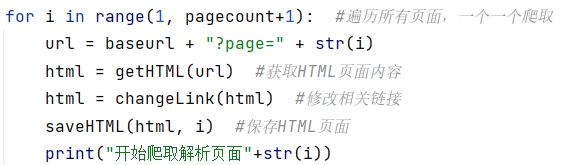 for i in range(1, pagecount+1):  #遍历所有页面，一个一个爬取
    url = baseurl + "?page=" + str(i)
    html = getHTML(url)  #获取HTML页面内容
    html = changeLink(html)  #修改相关链接
    saveHTML(html, i)  #保存HTML页面
    print("开始爬取解析页面"+str(i))